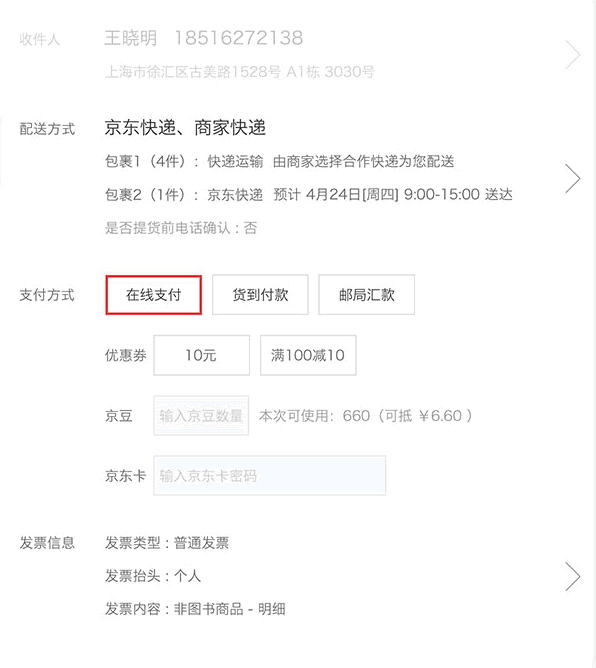 收件人 王晓明 18516272138
上海市徐汇区古美路1528号 A1栋 3030号
配送方式 京东快递、商家快递
包裹1（4件）：快递运输 由商家选择合作快递为您配送
包裹2（1件）：京东快递 预计 4月24日[周四] 9:00-15:00 送达
是否提货前电话确认：否
支付方式 在线支付 货到付款 邮局汇款
优惠券 10元 满100减10
京豆 输入京豆数量 本次可使用：660（可抵 ￥6.60 ）
京东卡 输入京东卡密码
发票信息 发票类型：普通发票
发票抬头：个人
发票内容：非图书商品 - 明细